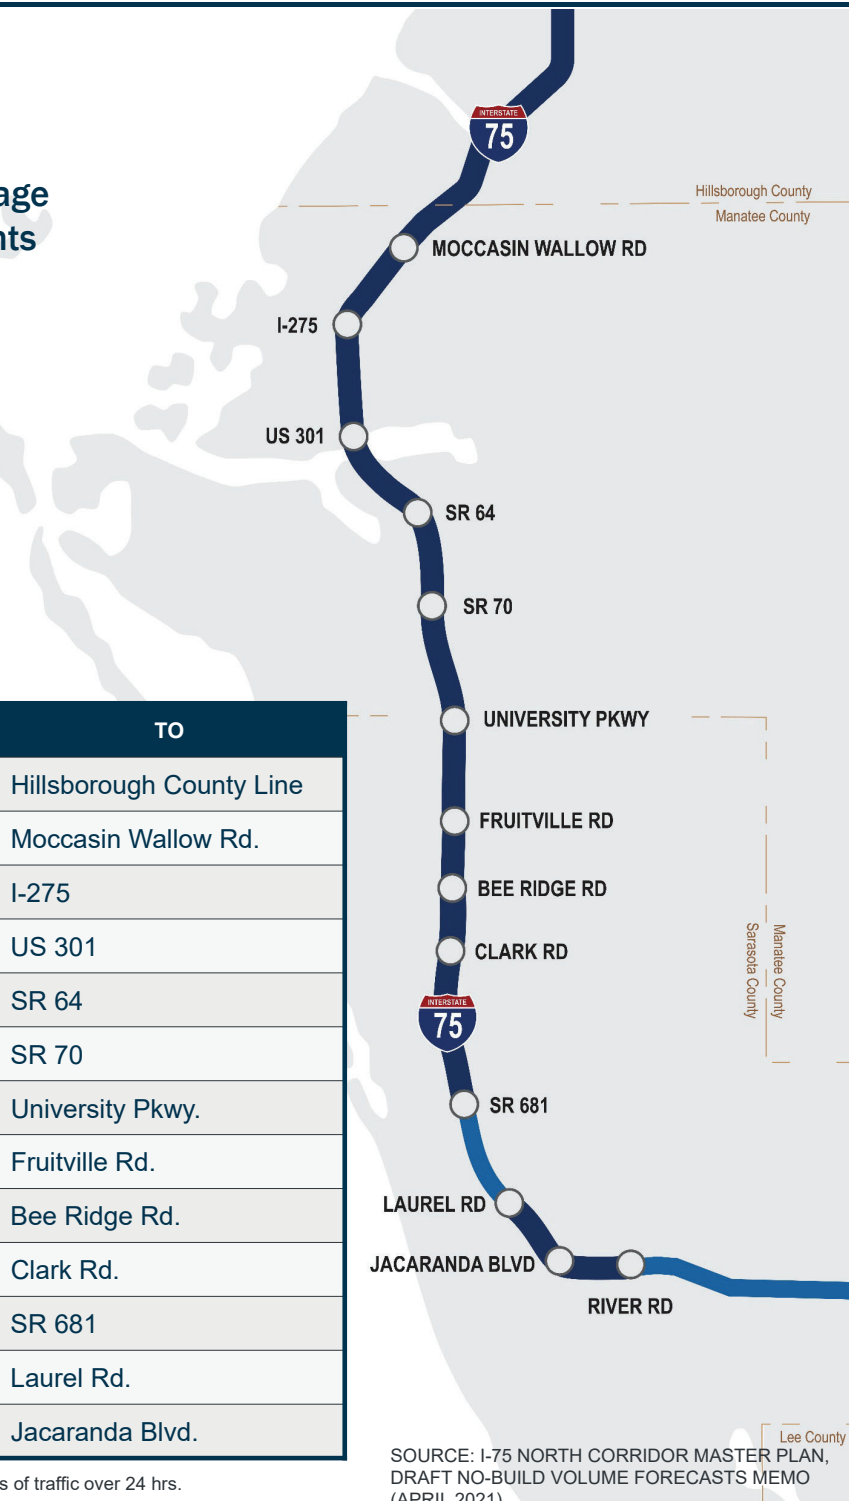 INTERSTATE
75
Hillsborough County
Manatee County
MOCCASIN WALLOW RD
I-275
US 301
SR 64
SR 70
TO
UNIVERSITY PKWY
Hillsborough County Line
FRUITVILLE RD
Moccasin Wallow Rd.
BEE RIDGE RD
I-275
CLARK RD
Manatee County
Sarasota County
US 301
INTERSTATE
75
SR 64
SR 70
University Pkwy.
SR 681
Fruitville Rd.
LAUREL RD
Bee Ridge Rd.
JACARANDA BLVD
Clark Rd.
RIVER RD
SR 681
Laurel Rd.
Jacaranda Blvd.
Lee County
SOURCE: I-75 NORTH CORRIDOR MASTER PLAN,
DRAFT NO-BUILD VOLUME FORECASTS MEMO
(APRIL 2021)
of traffic over 24 hrs.